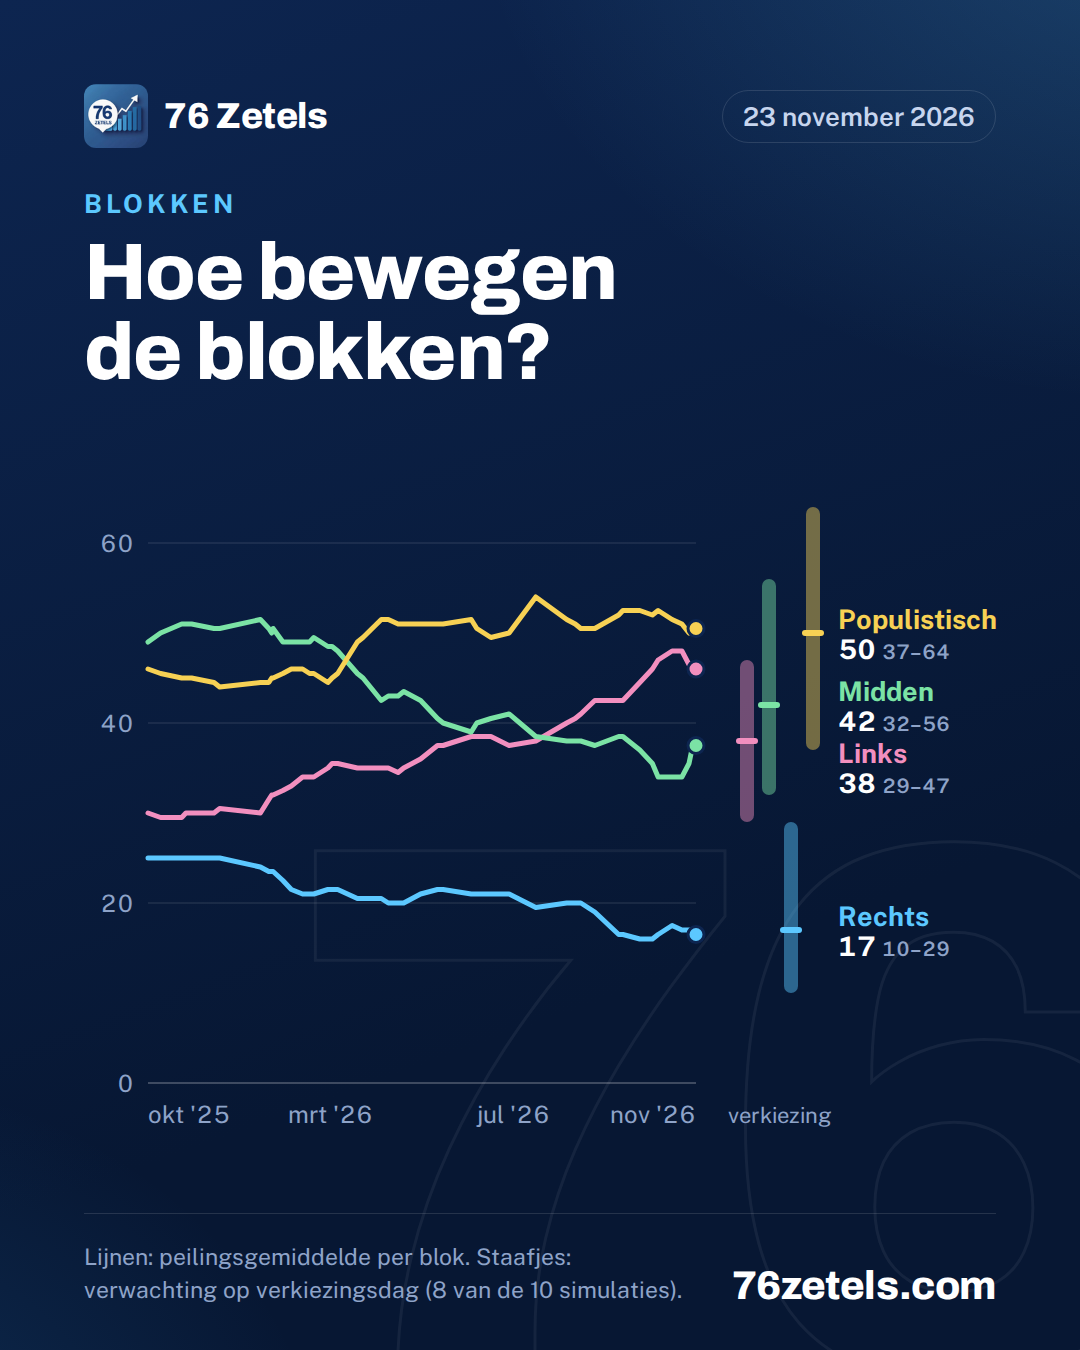 76
ZETELS
76 Zetels
23 november 2026
BLOKKEN
Hoe bewegen
de blokken?
60
40
20
0
okt '25
mrt '26
jul '26
nov '26
verkiezing
Populistisch
50 37–64
Midden
42 32–56
Links
38 29–47
Rechts
17 10–29
76
Lijnen: peilingsgemiddelde per blok. Staafjes:
verwachting op verkiezingsdag (8 van de 10 simulaties).
76zetels.com